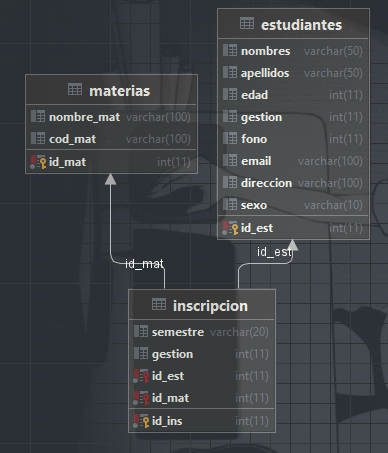 estudiantes
nombres varchar(50)
apellidos varchar(50)
edad int(11)
gestion int(11)
fono int(11)
email varchar(100)
direccion varchar(100)
sexo varchar(10)
id_est int(11)
materias
nombre_mat varchar(100)
cod_mat varchar(100)
id_mat int(11)
id_mat
id_est
inscripcion
semestre varchar(20)
gestion int(11)
id_est int(11)
id_mat int(11)
id_ins int(11)